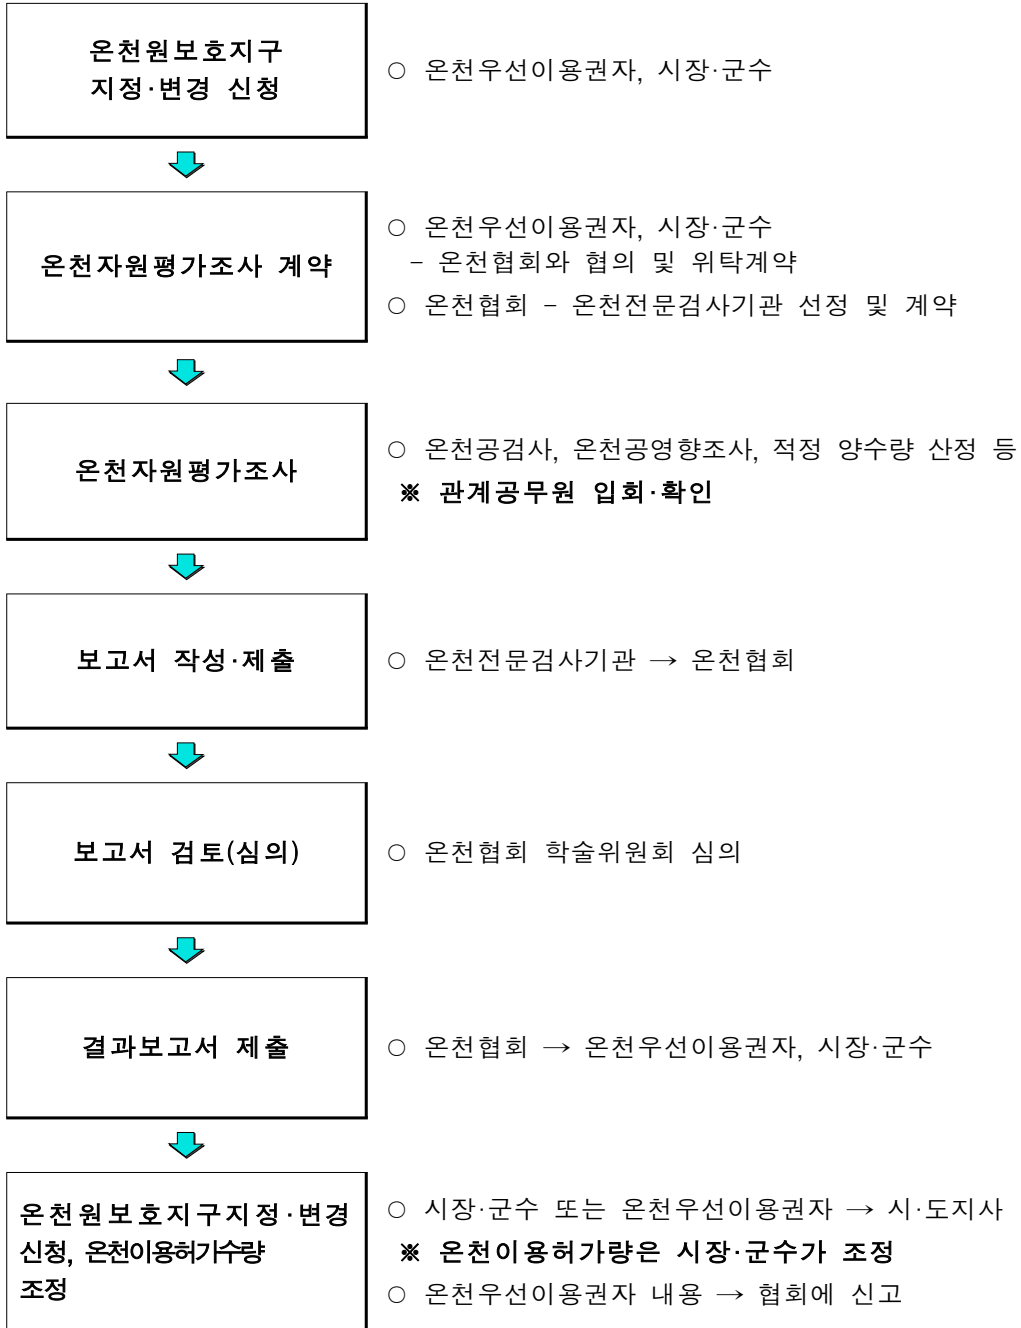 온천원보호지구
지정·변경 신청
○ 온천우선이용권자, 시장·군수
온천자원평가조사 계약
○ 온천우선이용권자, 시장·군수
- 온천협회와 협의 및 위탁계약
○ 온천협회 - 온천전문검사기관 선정 및 계약
온천자원평가조사
○ 온천공검사, 온천공영향조사, 적정 양수량 산정 등
※ 관계공무원 입회·확인
보고서 작성·제출
○ 온천전문검사기관 → 온천협회
보고서 검토(심의)
○ 온천협회 학술위원회 심의
결과보고서 제출
○ 온천협회 → 온천우선이용권자, 시장·군수
온천원보호지구지정·변경
신청, 온천이용허가수량
조정
○ 시장·군수 또는 온천우선이용권자 → 시·도지사
※ 온천이용허가량은 시장·군수가 조정
○ 온천우선이용권자 내용 → 협회에 신고